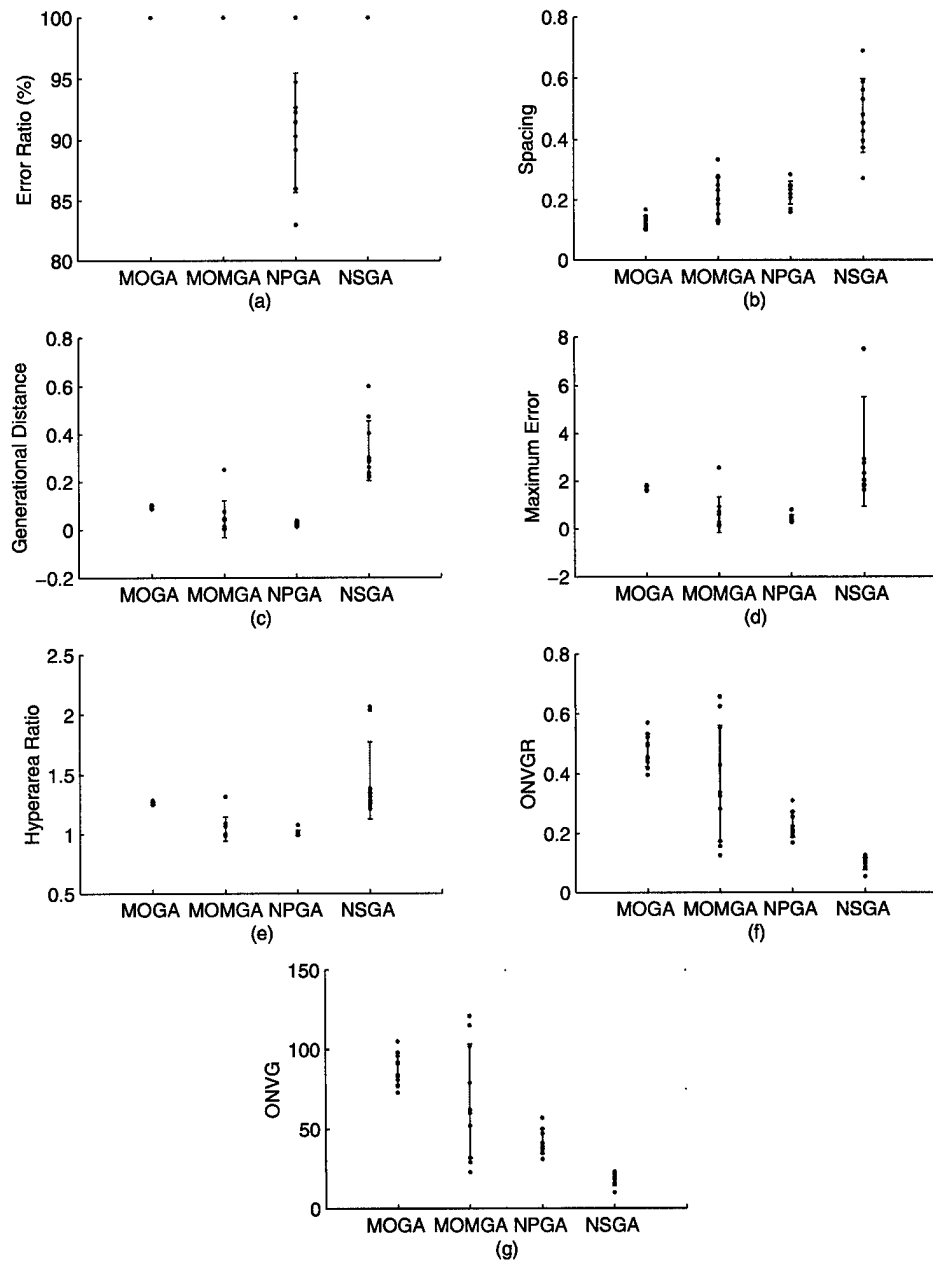 Error Ratio (%)
100
95
90
85
80
MOGA MOMGA NPGA NSGA
(a)
Spacing
0.8
0.6
0.4
0.2
0
MOGA MOMGA NPGA NSGA
(b)
Generational Distance
0.8
0.6
0.4
0.2
0
−0.2
MOGA MOMGA NPGA NSGA
(c)
Maximum Error
8
6
4
2
0
−2
MOGA MOMGA NPGA NSGA
(d)
Hyperarea Ratio
2.5
2
1.5
1
0.5
MOGA MOMGA NPGA NSGA
(e)
ONVGR
0.8
0.6
0.4
0.2
0
MOGA MOMGA NPGA NSGA
(f)
ONVG
150
100
50
0
MOGA MOMGA NPGA NSGA
(g)